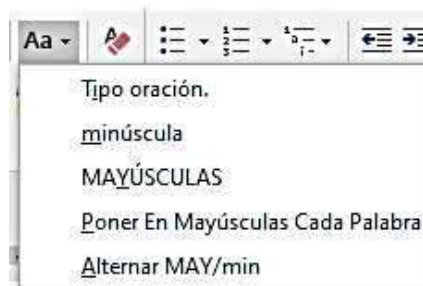 Aa
Tipo oración.
minúscula
MAYÚSCULAS
Poner En Mayúsculas Cada Palabra
Alternar MAY/min